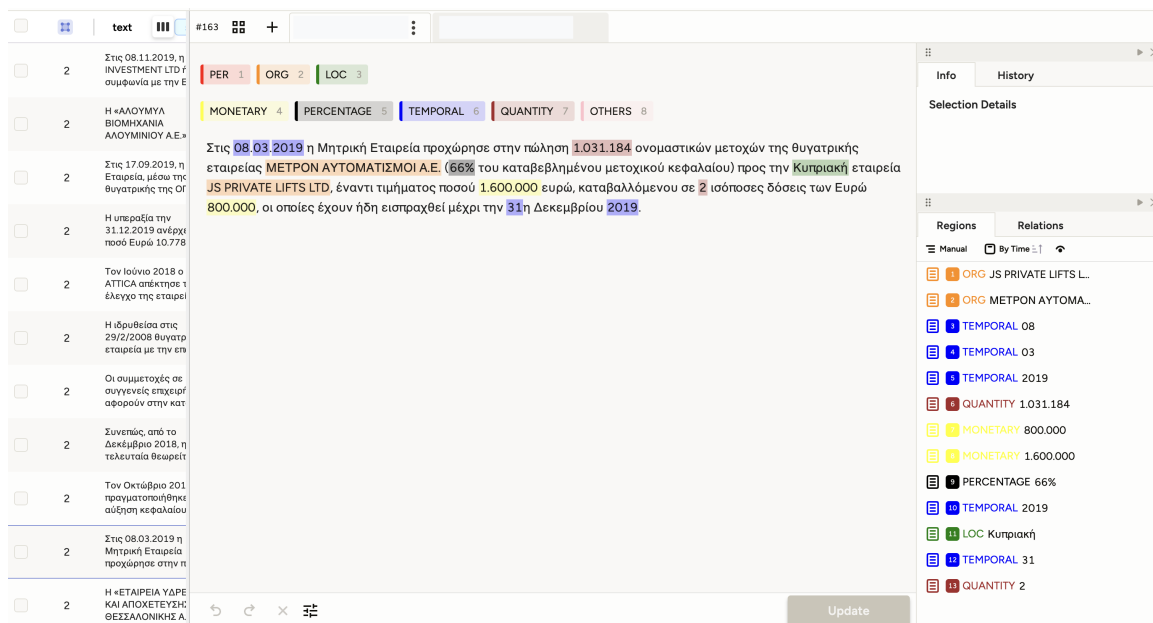 text
#163
PER 1 ORG 2 LOC 3
MONETARY 4 PERCENTAGE 5 TEMPORAL 6 QUANTITY 7 OTHERS 8
Στις 08.03.2019 η Μητρική Εταιρεία προχώρησε στην πώληση 1.031.184 ονομαστικών μετοχών της θυγατρικής
εταιρείας ΜΕΤΡΟΝ ΑΥΤΟΜΑΤΙΣΜΟΙ Α.Ε. (66% του καταβεβλημένου μετοχικού κεφαλαίου) προς την Κυπριακή εταιρεία
JS PRIVATE LIFTS LTD, έναντι τιμήματος ποσού 1.600.000 ευρώ, καταβαλλόμενου σε 2 ισόποσες δόσεις των Ευρώ
800.000, οι οποίες έχουν ήδη εισπραχθεί μέχρι την 31η Δεκεμβρίου 2019.
2
Στις 08.11.2019, η
INVESTMENT LTD
συμφωνία με την
2
Η «ΑΛΟΥΜΥΛ
ΒΙΟΜΗΧΑΝΙΑ
ΑΛΟΥΜΙΝΙΟΥ Α.Ε.»
2
Στις 17.09.2019, η
Εταιρεία, μέσω
θυγατρικής της
2
Η υπεραξία την
31.12.2019
ποσό Ευρώ 10.778
2
Τον Ιούνιο 2018 ο
ATTICA απέκτησε
έλεγχο της
2
Η ιδρυθείσα στις
29/2/2008
εταιρεία με την
2
Οι συμμετοχές σε
συγγενείς
αφορούν στην
2
Συνεπώς, από το
Δεκέμβριο 2018, η
τελευταία
2
Τον Οκτώβριο
πραγματοποιήθηκε
αύξηση κεφαλαίου
2
Στις 08.03.2019 η
Μητρική Εταιρεία
προχώρησε στην
2
Η «ΕΤΑΙΡΕΙΑ
ΚΑΙ
ΘΕΣΣΑΛΟΝΙΚΗΣ
Update
Info History
Selection Details
Regions Relations
Manual By Time
1 ORG JS PRIVATE LIFTS L...
2 ORG ΜΕΤΡΟΝ ΑΥΤΟΜΑ...
3 TEMPORAL 08
4 TEMPORAL 03
5 TEMPORAL 2019
6 QUANTITY 1.031.184
MONETARY 800.000
MONETARY 1.600.000
9 PERCENTAGE 66%
10 TEMPORAL 2019
11 LOC Κυπριακή
12 TEMPORAL 31
13 QUANTITY 2